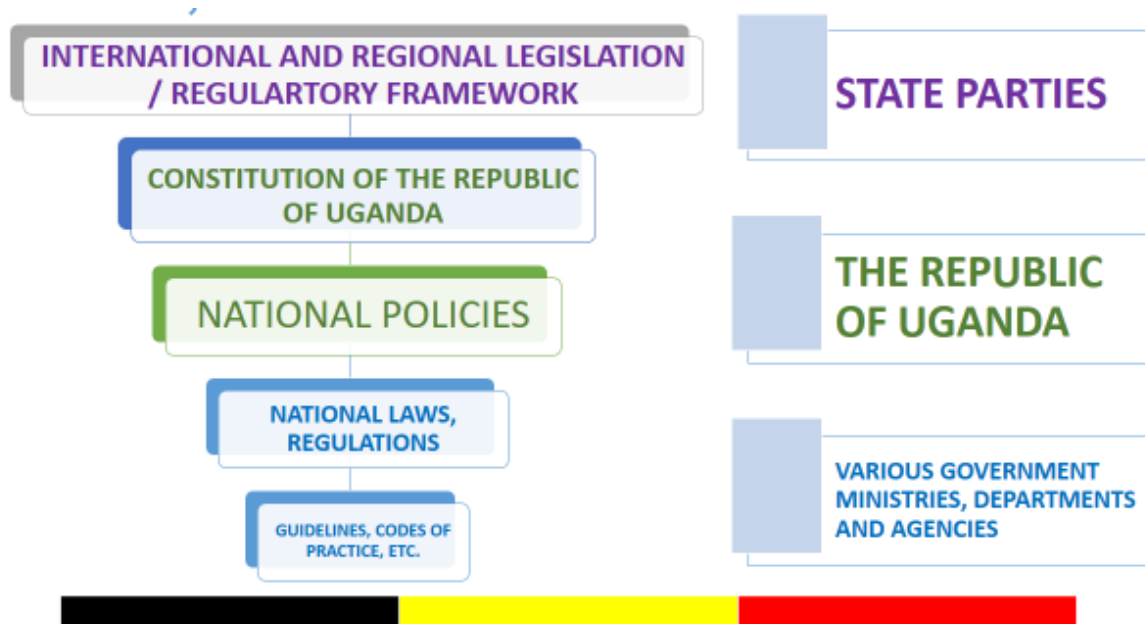 INTERNATIONAL AND REGIONAL LEGISLATION
/ REGULARTORY FRAMEWORK
CONSTITUTION OF THE REPUBLIC
OF UGANDA
NATIONAL POLICIES
NATIONAL LAWS,
REGULATIONS
GUIDELINES, CODES OF
PRACTICE, ETC.
STATE PARTIES
THE REPUBLIC
OF UGANDA
VARIOUS GOVERNMENT
MINISTRIES, DEPARTMENTS
AND AGENCIES